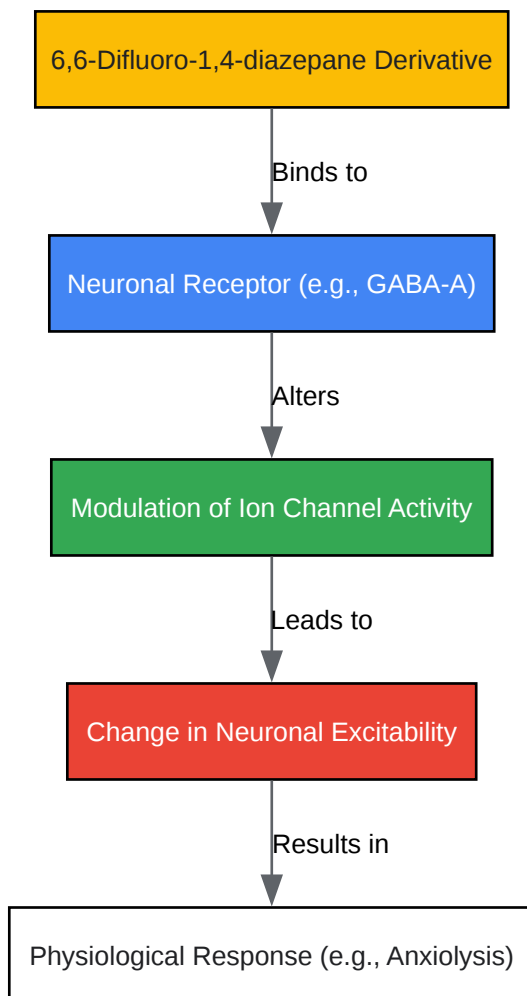 6,6-Difluoro-1,4-diazepane Derivative
Binds to
Neuronal Receptor (e.g., GABA-A)
Alters
Modulation of Ion Channel Activity
Leads to
Change in Neuronal Excitability
Results in
Physiological Response (e.g., Anxiolysis)